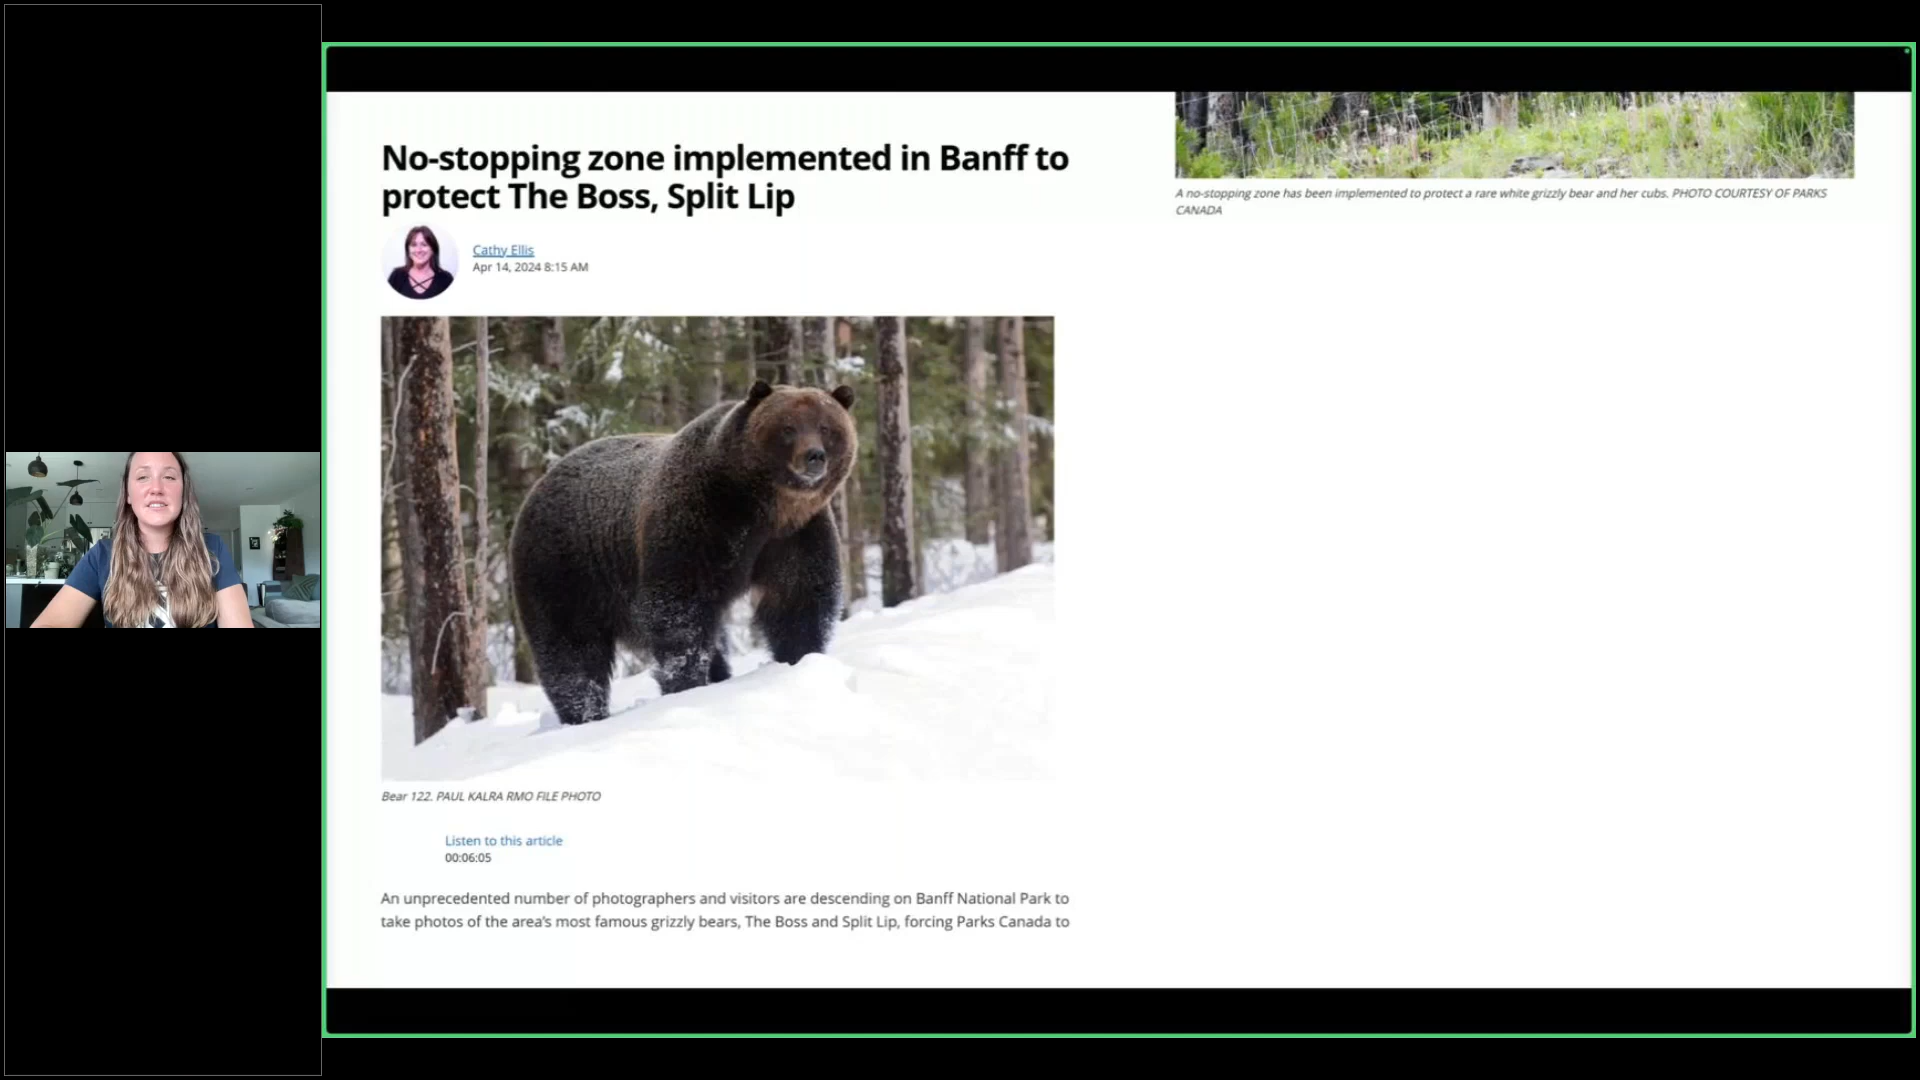 No-stopping zone implemented in Banff to
protect The Boss, Split Lip
Cathy Ellis
Apr 14, 2024 8:15 AM
Bear 122. PAUL KALRA RMO FILE PHOTO
Listen to this article
00:06:05
An unprecedented number of photographers and visitors are descending on Banff National Park to
take photos of the area's most famous grizzly bears, The Boss and Split Lip, forcing Parks Canada to
A no-stopping zone has been implemented to protect a rare white grizzly bear and her cubs. PHOTO COURTESY OF PARKS
CANADA